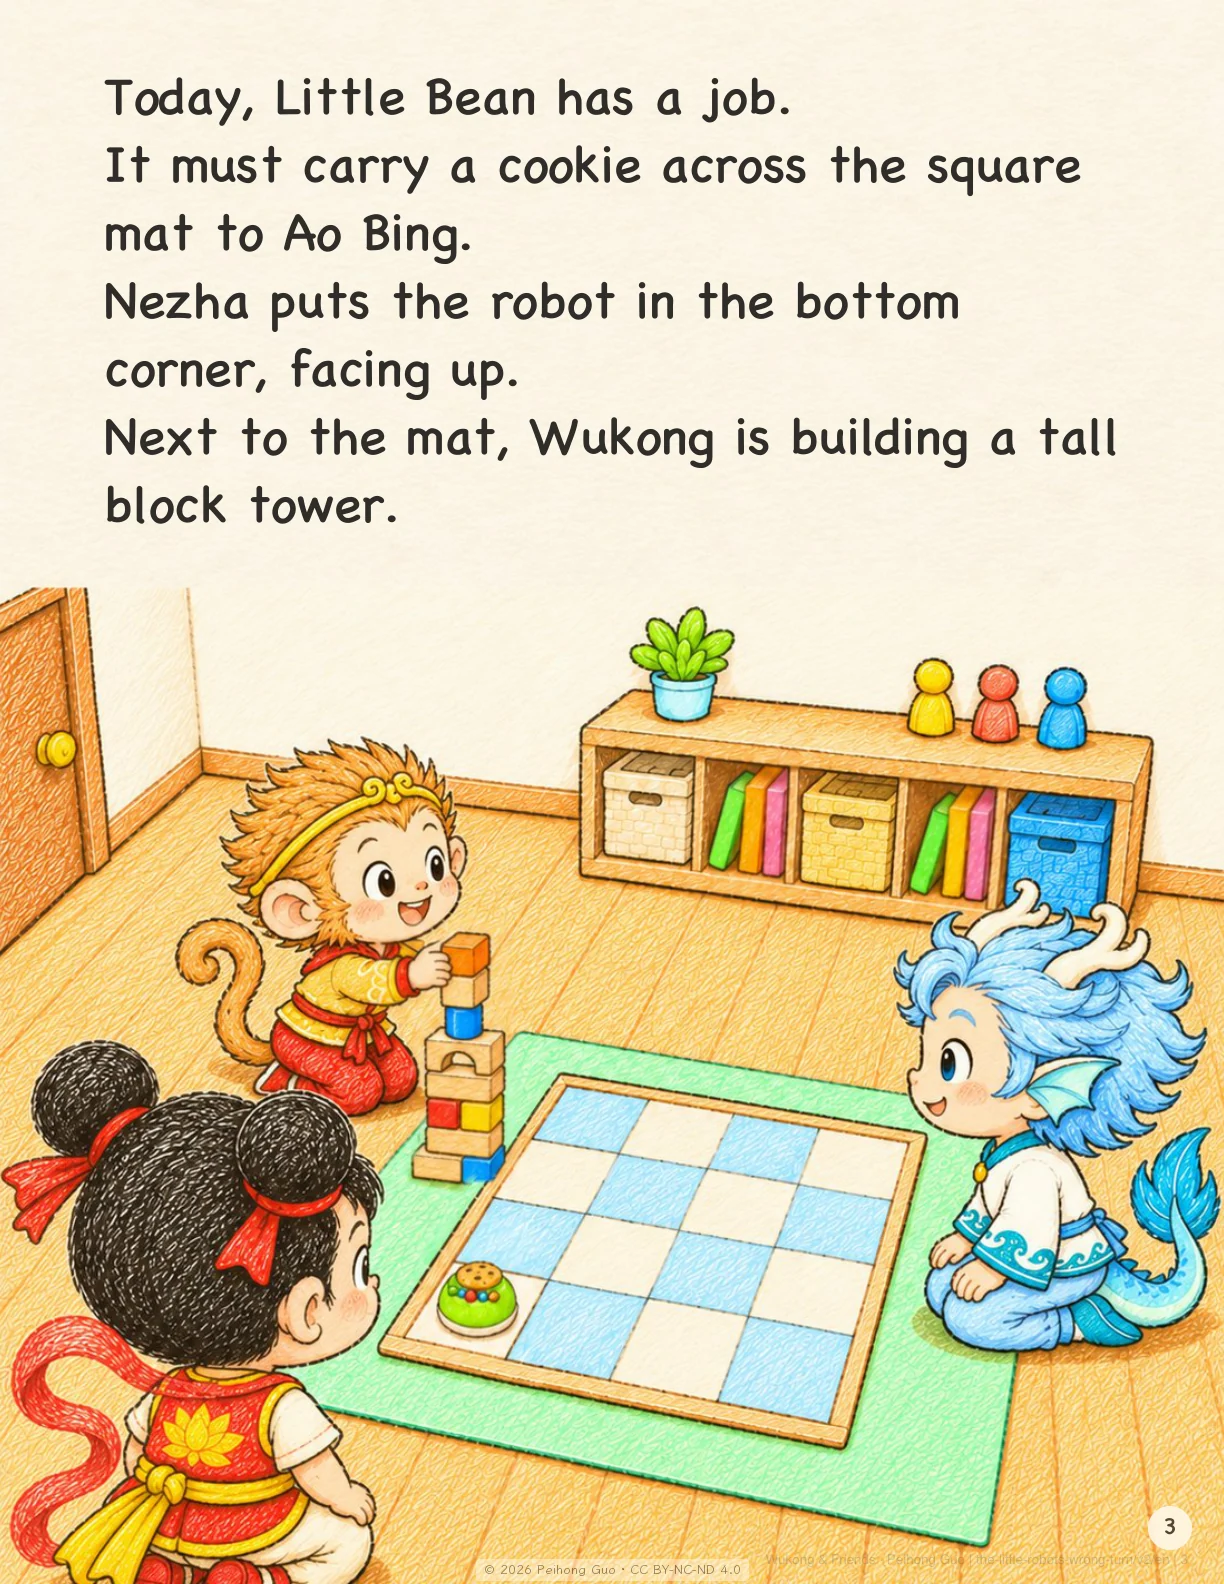 Today, Little Bean has a job.
It must carry a cookie across the square
mat to Ao Bing.
Nezha puts the robot in the bottom
corner, facing up.
Next to the mat, Wukong is building a tall
block tower.
3
© 2026 Peihong Guo • CC BY-NC-ND 4.0